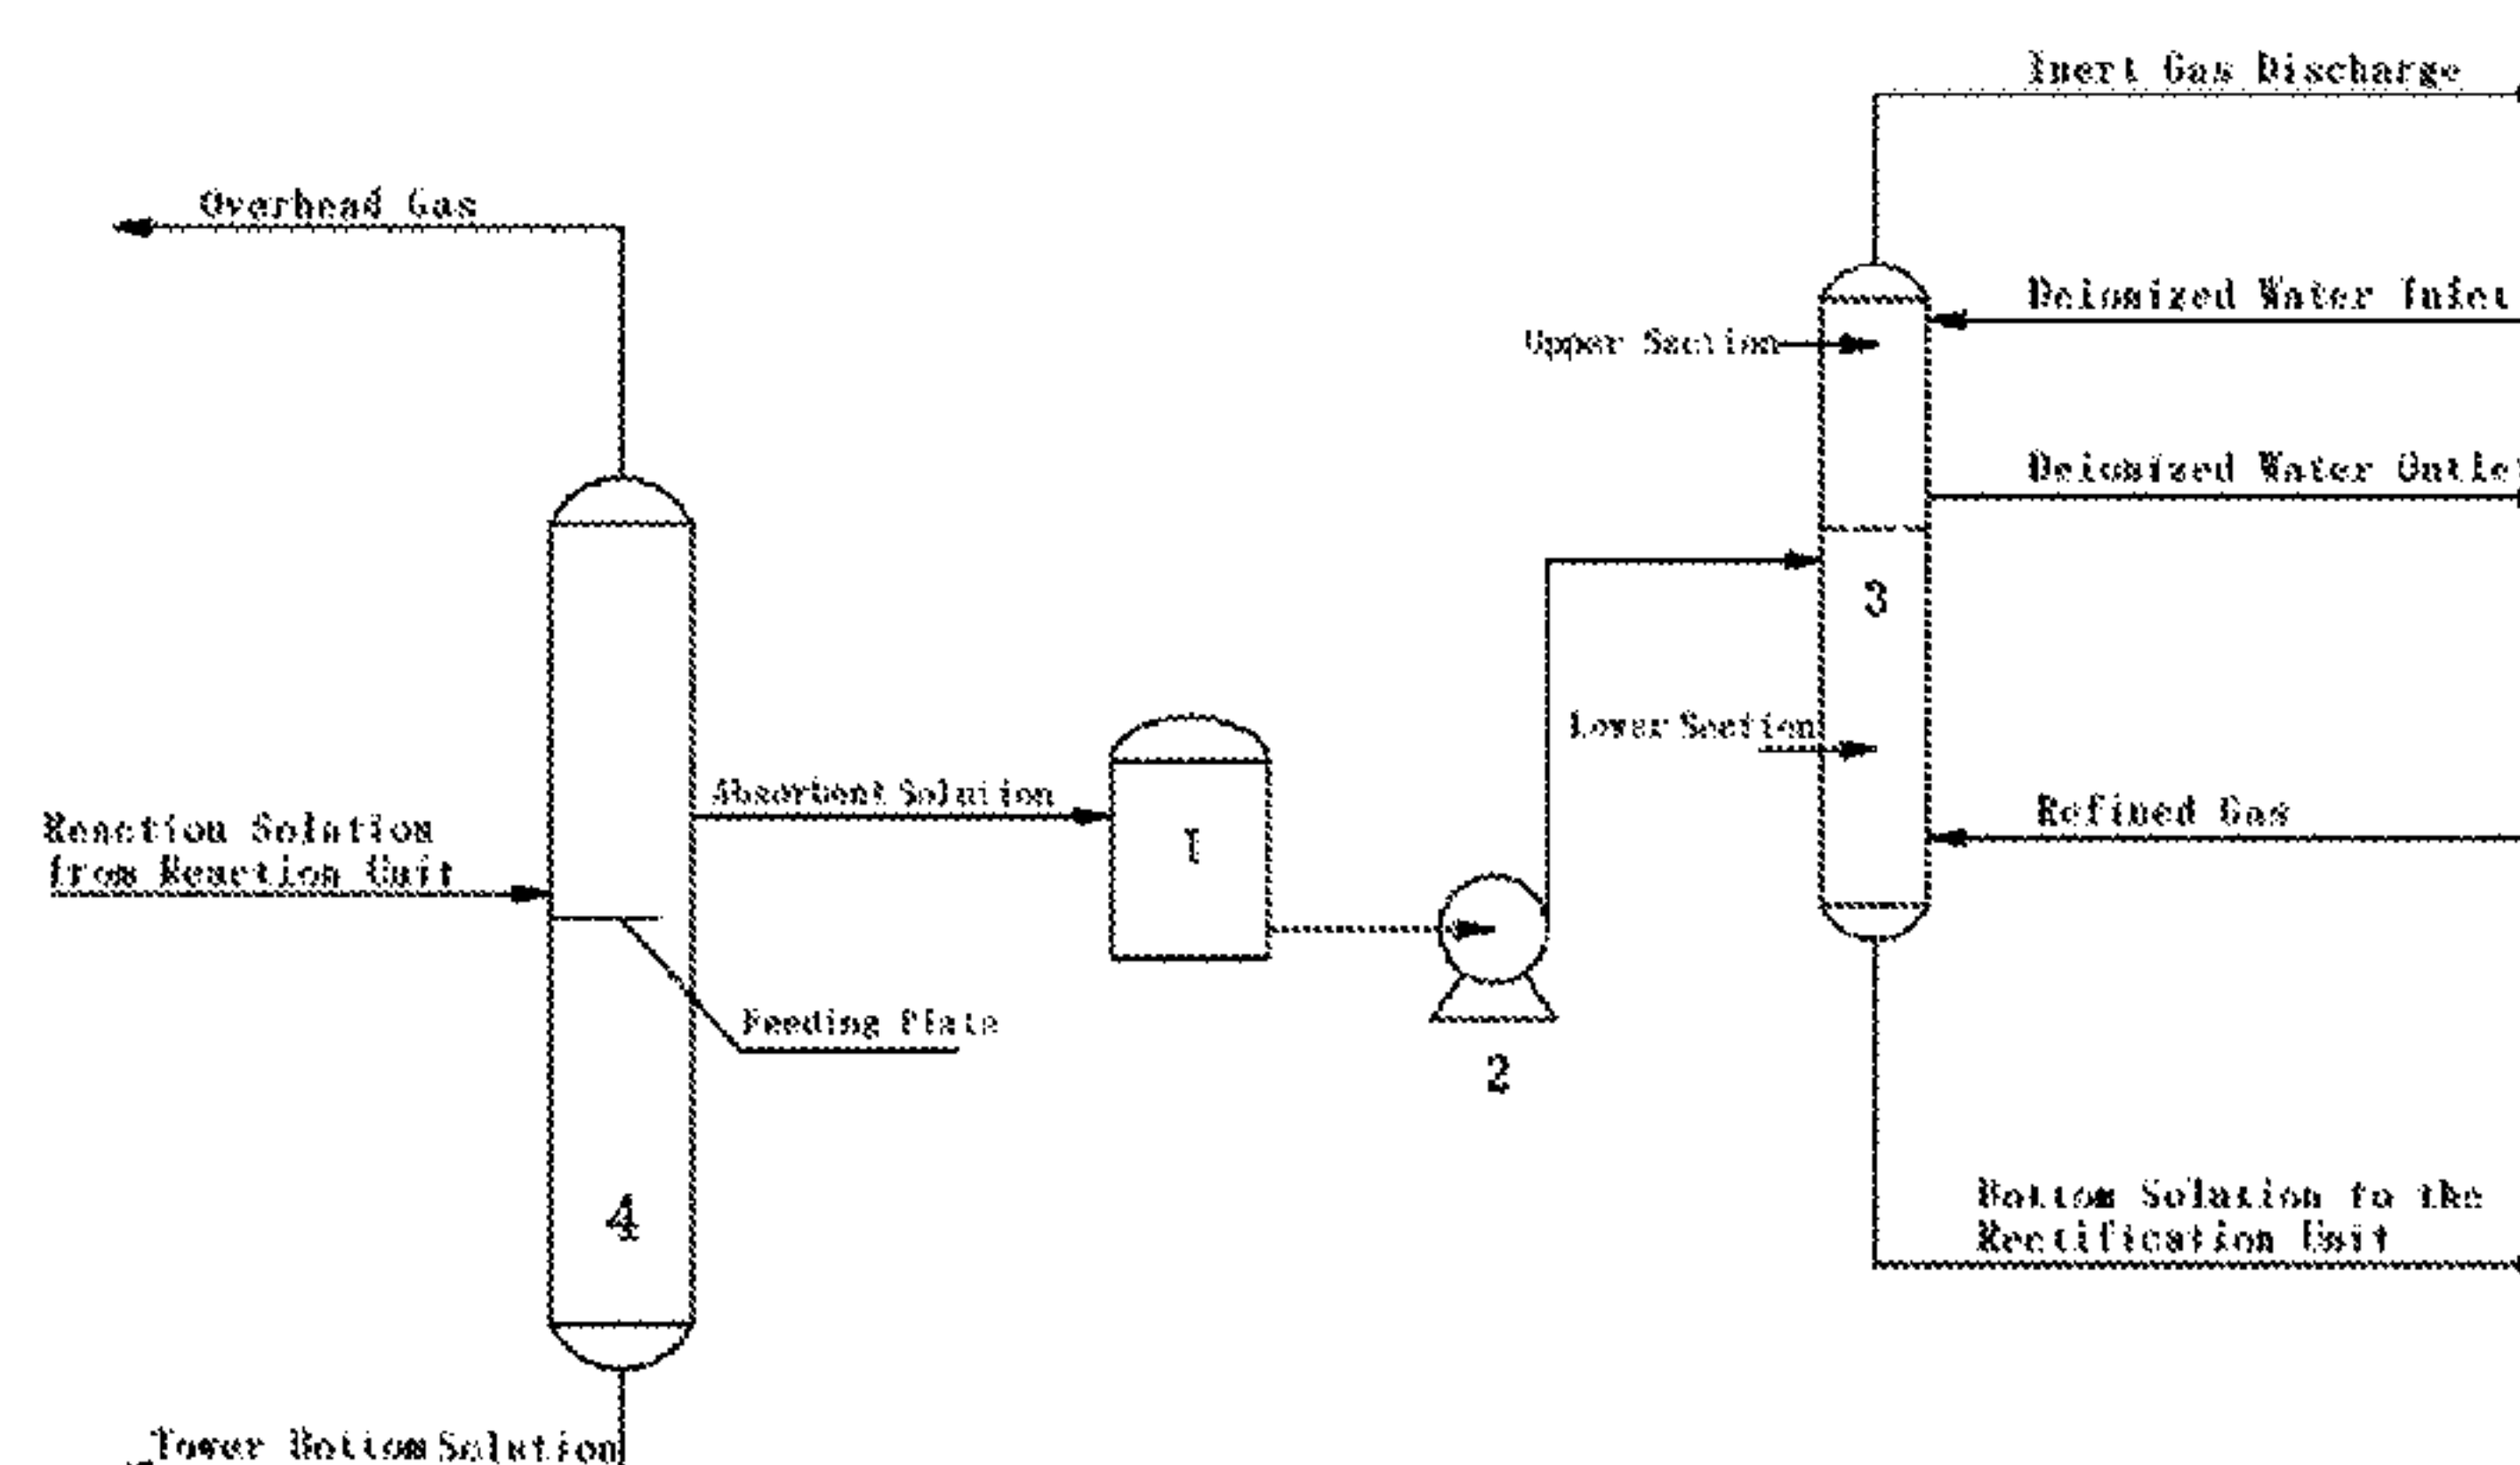 Inert Gas Discharge
Overhead Gas
Deionized Water Inlet
Upper Section
Deionized Water Outlet
3
Lower Section
Absorbent Solution
Refined Gas
Reaction Solution
from Reaction Unit
1
Feeding Plate
2
4
Bottom Solution to the
Rectification Unit
Tower Bottom Solution